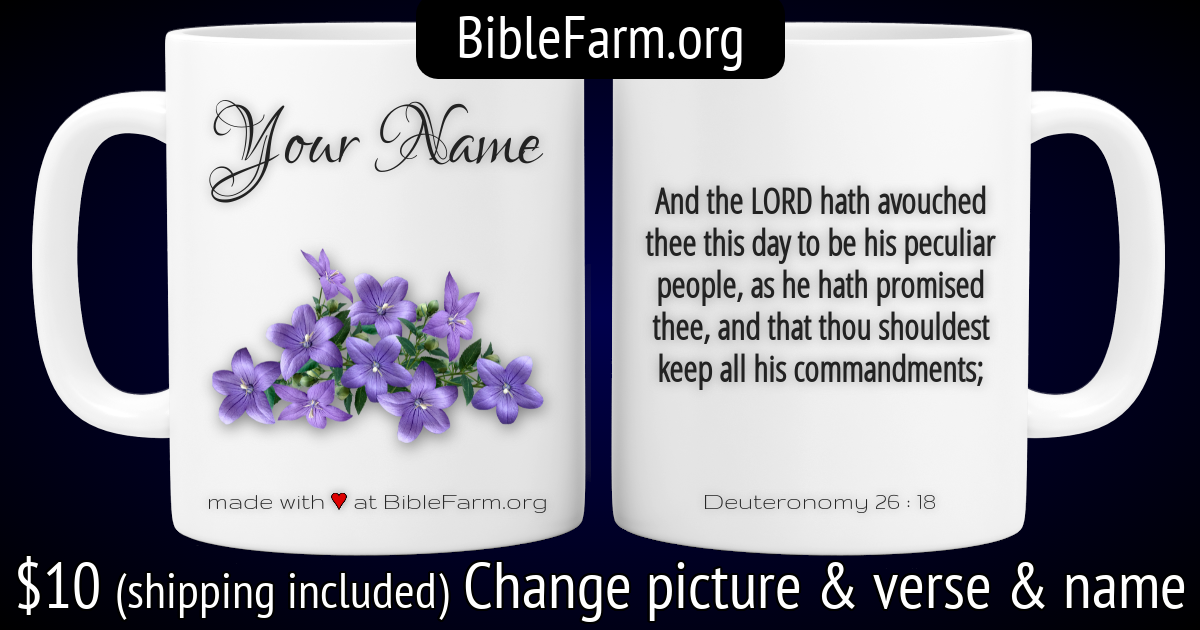 BibleFarm.org
Your Name
made with ♥ at BibleFarm.org
And the LORD hath avouched
thee this day to be his peculiar
people, as he hath promised
thee, and that thou shouldest
keep all his commandments;
Deuteronomy 26 : 18
$10 (shipping included) Change picture & verse & name